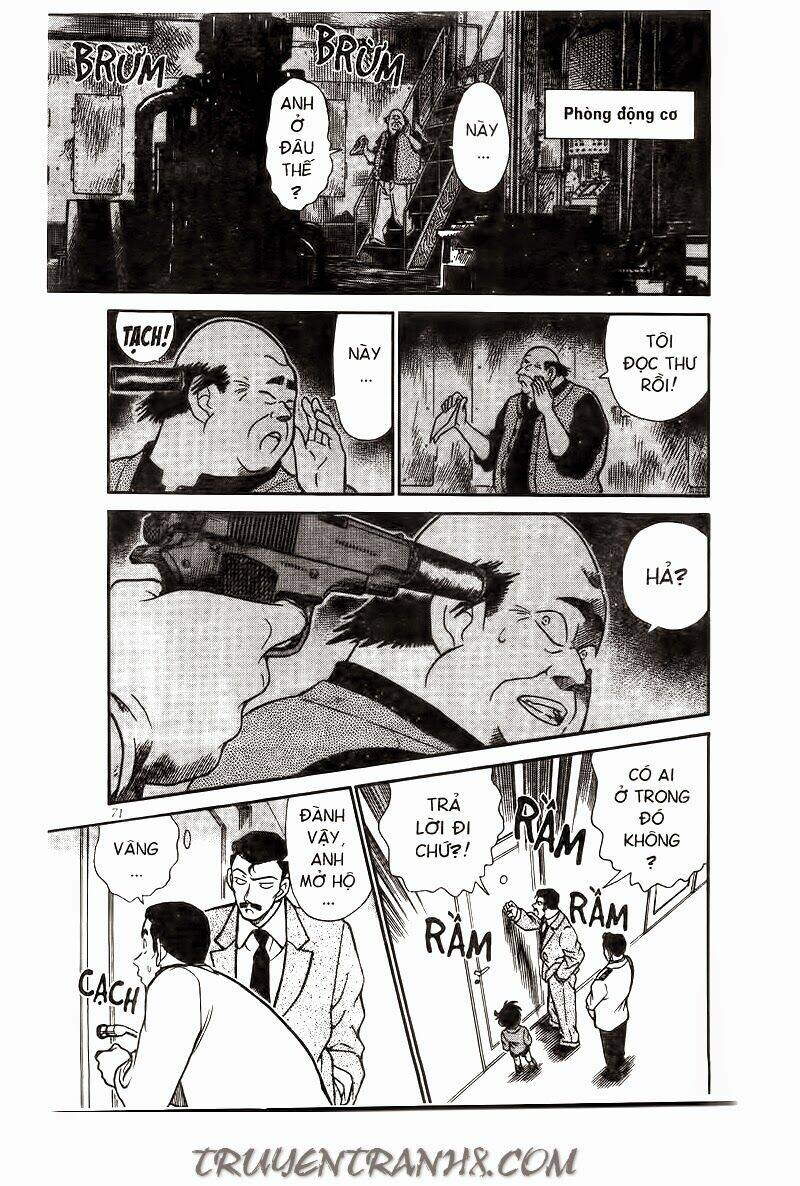 Phòng động cơ
BRỪM
BRỪM
NÀY
...
ANH
Ở
ĐÂU
THẾ
?
TÔI
ĐỌC THƯ
RỒI!
NÀY
...
TẠCH!
HẢ?
CÓ AI
Ở TRONG
ĐÓ
KHÔNG
?
RẦM
RẦM
TRẢ
LỜI ĐI
CHỨ?!
RẦM
ĐÀNH
VẬY,
ANH
MỞ HỘ
...
VÂNG
...
CẠCH
71
TRUYENTRANH8.COM